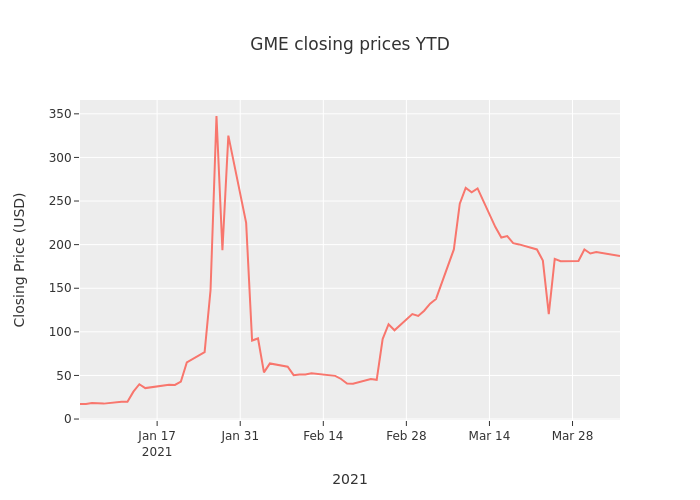 GME closing prices YTD
Closing Price (USD)
350
300
250
200
150
100
50
0
Jan 17
2021
Jan 31
Feb 14
Feb 28
Mar 14
Mar 28
2021